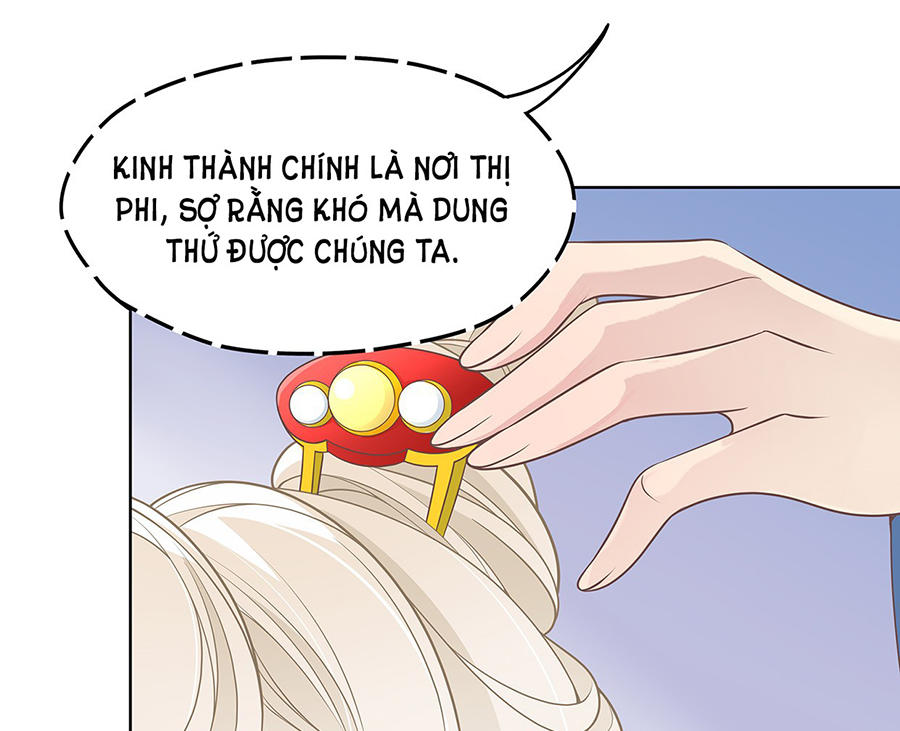 KINH THÀNH CHÍNH LÀ NƠI THỊ
PHI, SỢ RẰNG KHÓ MÀ DUNG
THỨ ĐƯỢC CHÚNG TA.